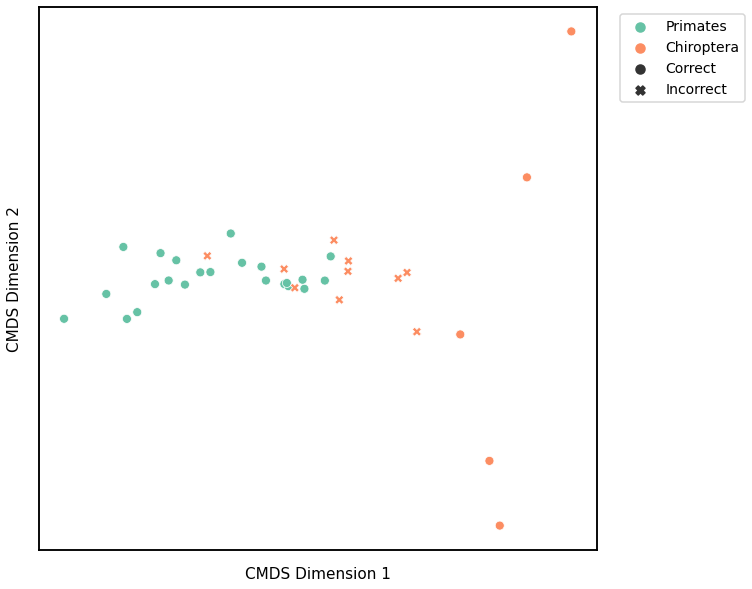 Primates
Chiroptera
Correct
Incorrect
CMDS Dimension 2
CMDS Dimension 1